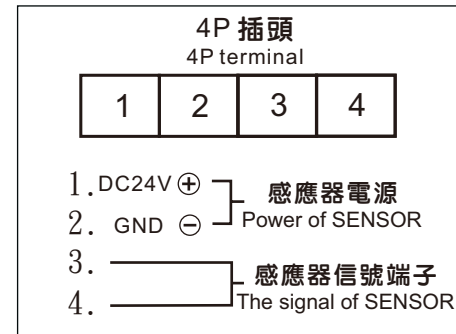 4P 插頭
4P terminal
1 2 3 4
1. DC24V ⊕
感應器電源
2. GND ⊖
Power of SENSOR
3.
感應器信號端子
4.
The signal of SENSOR